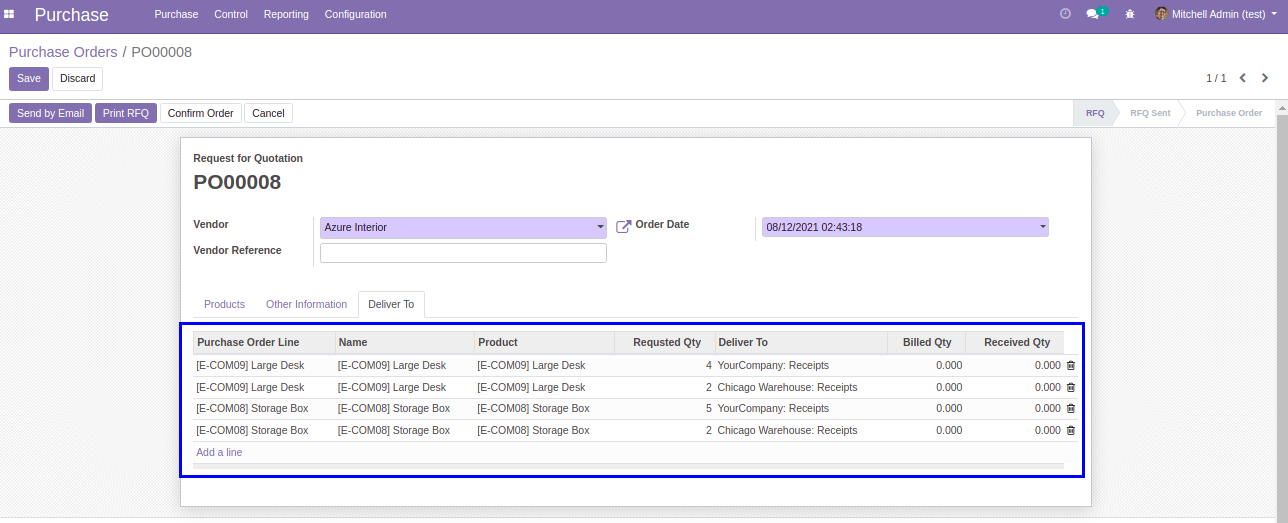 Purchase Purchase Control Reporting Configuration 1 Mitchell Admin (test)
Purchase Orders / PO00008
Save Discard 1 / 1
Send by Email Print RFQ Confirm Order Cancel RFQ RFQ Sent Purchase Order
Request for Quotation
PO00008
Vendor Azure Interior Order Date 08/12/2021 02:43:18
Vendor Reference
Products Other Information Deliver To
Purchase Order Line Name Product Requsted Qty Deliver To Billed Qty Received Qty
[E-COM09] Large Desk [E-COM09] Large Desk [E-COM09] Large Desk 4 YourCompany: Receipts 0.000 0.000
[E-COM09] Large Desk [E-COM09] Large Desk [E-COM09] Large Desk 2 Chicago Warehouse: Receipts 0.000 0.000
[E-COM08] Storage Box [E-COM08] Storage Box [E-COM08] Storage Box 5 YourCompany: Receipts 0.000 0.000
[E-COM08] Storage Box [E-COM08] Storage Box [E-COM08] Storage Box 2 Chicago Warehouse: Receipts 0.000 0.000
Add a line